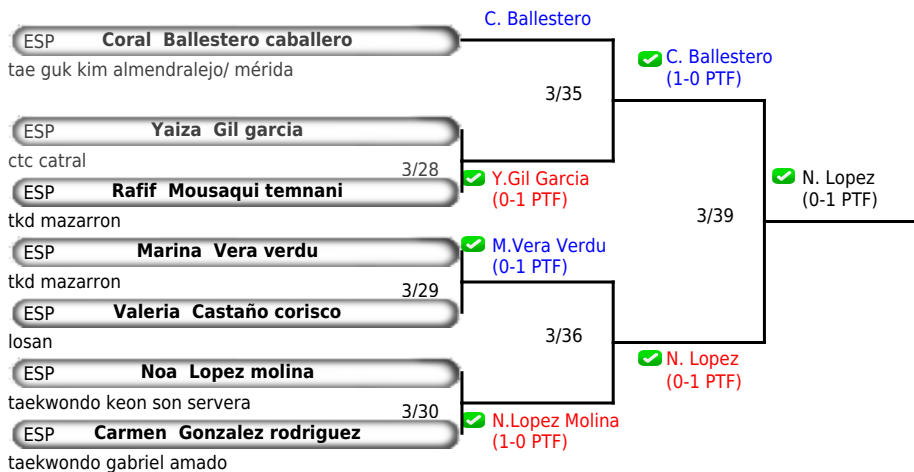 C. Ballestero
ESP Coral Ballestero caballero
tae guk kim almendralejo/ mérida
C. Ballestero
(1-0 PTF)
3/35
ESP Yaiza Gil garcia
ctc catral
3/28
Y.Gil Garcia
(0-1 PTF)
ESP Rafif Mousaqui temnani
tkd mazarron
N. Lopez
(0-1 PTF)
3/39
ESP Marina Vera verdu
tkd mazarron
M.Vera Verdu
(0-1 PTF)
3/29
ESP Valeria Castaño corisco
losan
3/36
N. Lopez
(0-1 PTF)
ESP Noa Lopez molina
taekwondo keon son servera
3/30
N.Lopez Molina
(1-0 PTF)
ESP Carmen Gonzalez rodriguez
taekwondo gabriel amado